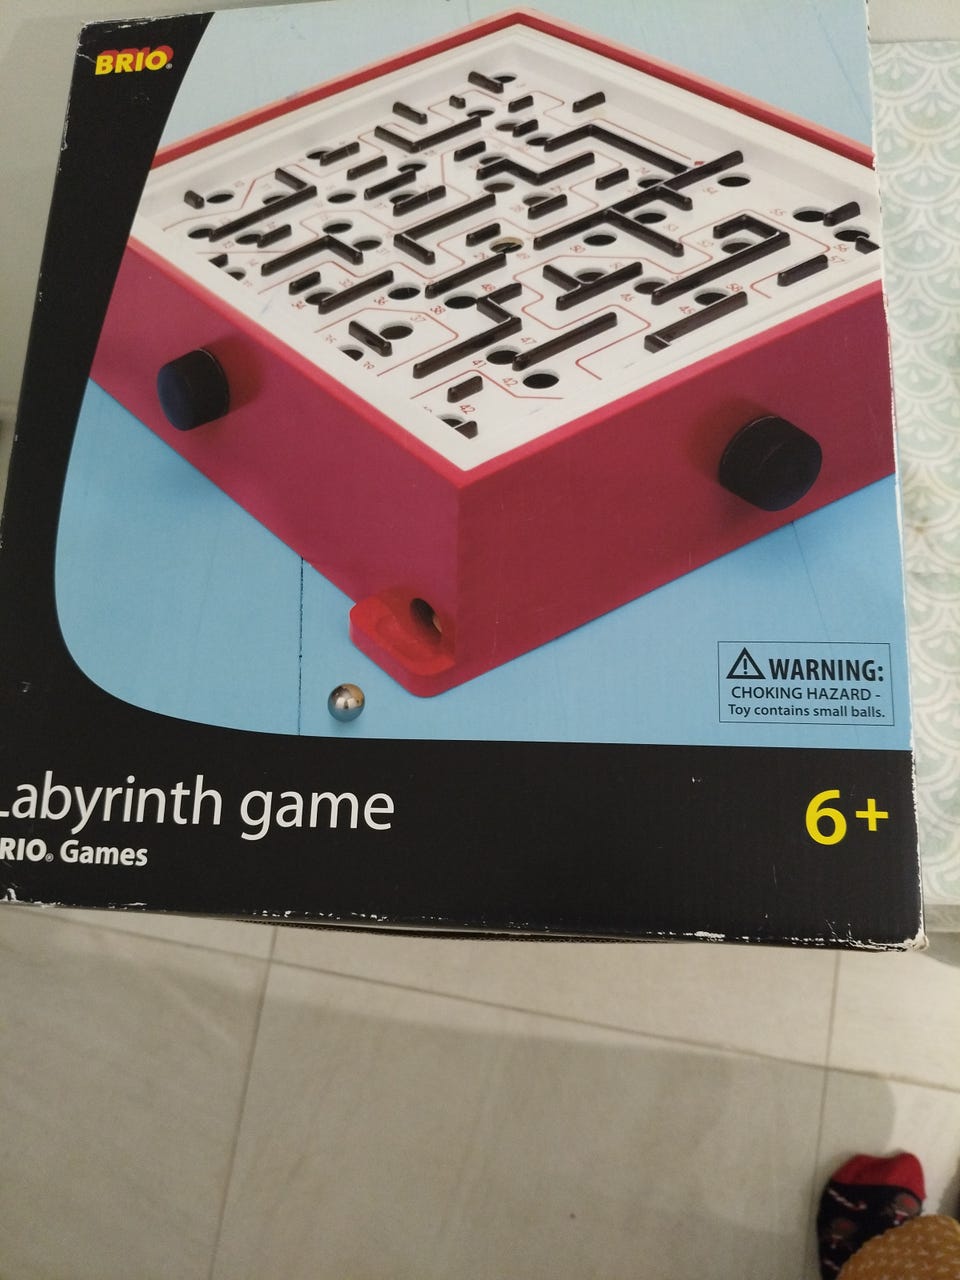 BRIO®
⚠ WARNING:
CHOKING HAZARD -
Toy contains small balls.
abyrinth game
RIO® Games
6+